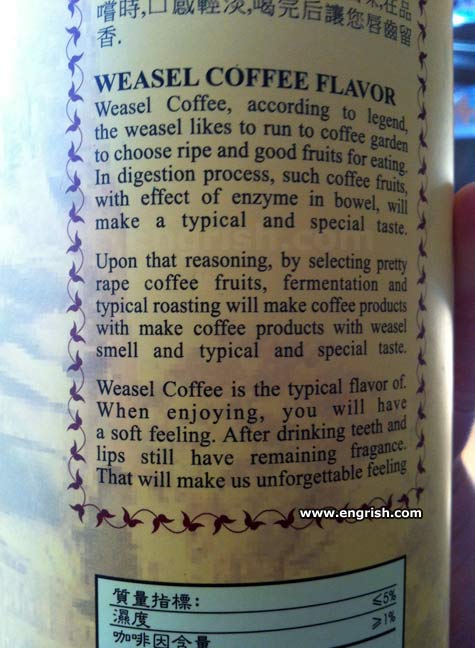 嚐時,口感輕淡,喝完后讓您唇齒留
香.
WEASEL COFFEE FLAVOR
Weasel Coffee, according to legend,
the weasel likes to run to coffee garden
to choose ripe and good fruits for eating.
In digestion process, such coffee fruits,
with effect of enzyme in bowel, will
make a typical and special taste.
Upon that reasoning, by selecting pretty
rape coffee fruits, fermentation and
typical roasting will make coffee products
with make coffee products with weasel
smell and typical and special taste.
Weasel Coffee is the typical flavor of.
When enjoying, you will have
a soft feeling. After drinking teeth and
lips still have remaining fragance.
That will make us unforgettable feeling
www.engrish.com
質量指標:
濕度 ≤5%
咖啡因含量 ≥1%